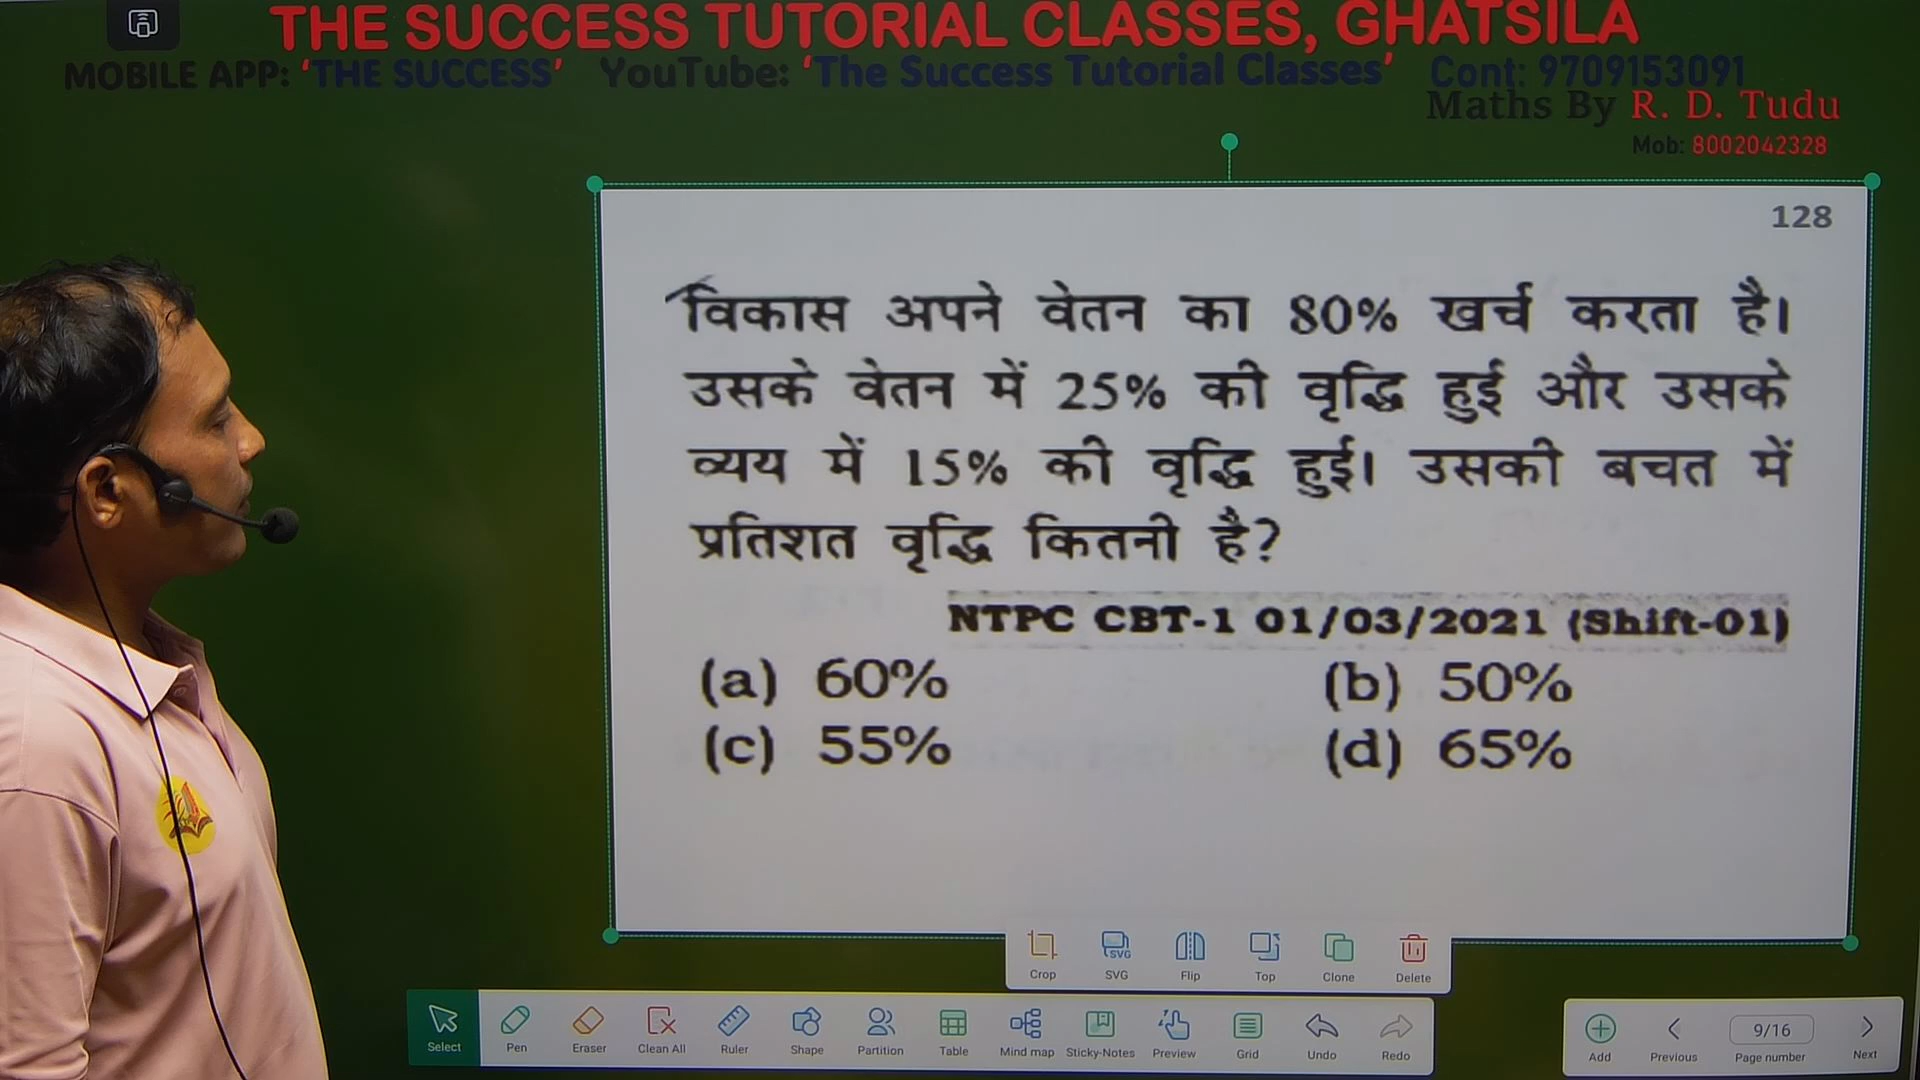 THE SUCCESS TUTORIAL CLASSES, GHATSILA
MOBILE APP: ‘THE SUCCESS’ YouTube: ‘The Success Tutorial Classes’ Cont: 9709153091
Maths By R. D. Tudu
Mob: 8002042328
128
विकास अपने वेतन का 80% खर्च करता है।
उसके वेतन में 25% की वृद्धि हुई और उसके
व्यय में 15% की वृद्धि हुई। उसकी बचत में
प्रतिशत वृद्धि कितनी है?
NTPC CBT-1 01/03/2021 (Shift-01)
(a) 60% (b) 50%
(c) 55% (d) 65%
Crop SVG Flip Top Clone Delete
Select Pen Eraser Clean All Ruler Shape Partition Table Mind map Sticky-Notes Preview Grid Undo Redo
9/16
Add Previous Page number Next